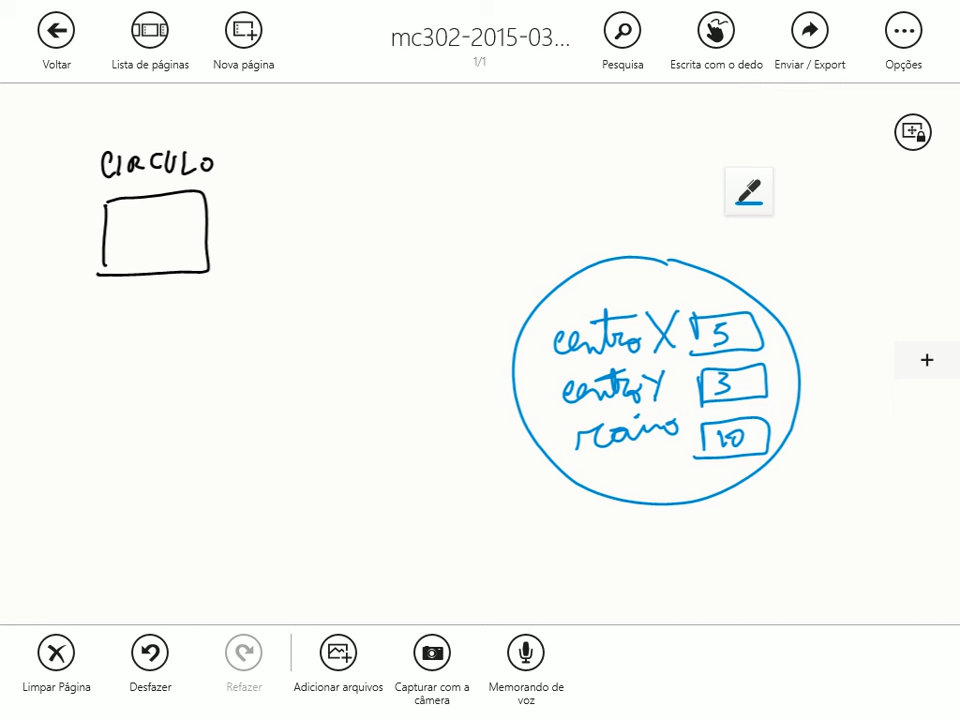 Voltar
Lista de páginas
Nova página
mc302-2015-03...
1/1
Pesquisa
Escrita com o dedo
Enviar / Export
Opções
CIRCULO
centro X 5
centro Y 3
raio 10
Limpar Página
Desfazer
Refazer
Adicionar arquivos
Capturar com a
câmera
Memorando de
voz